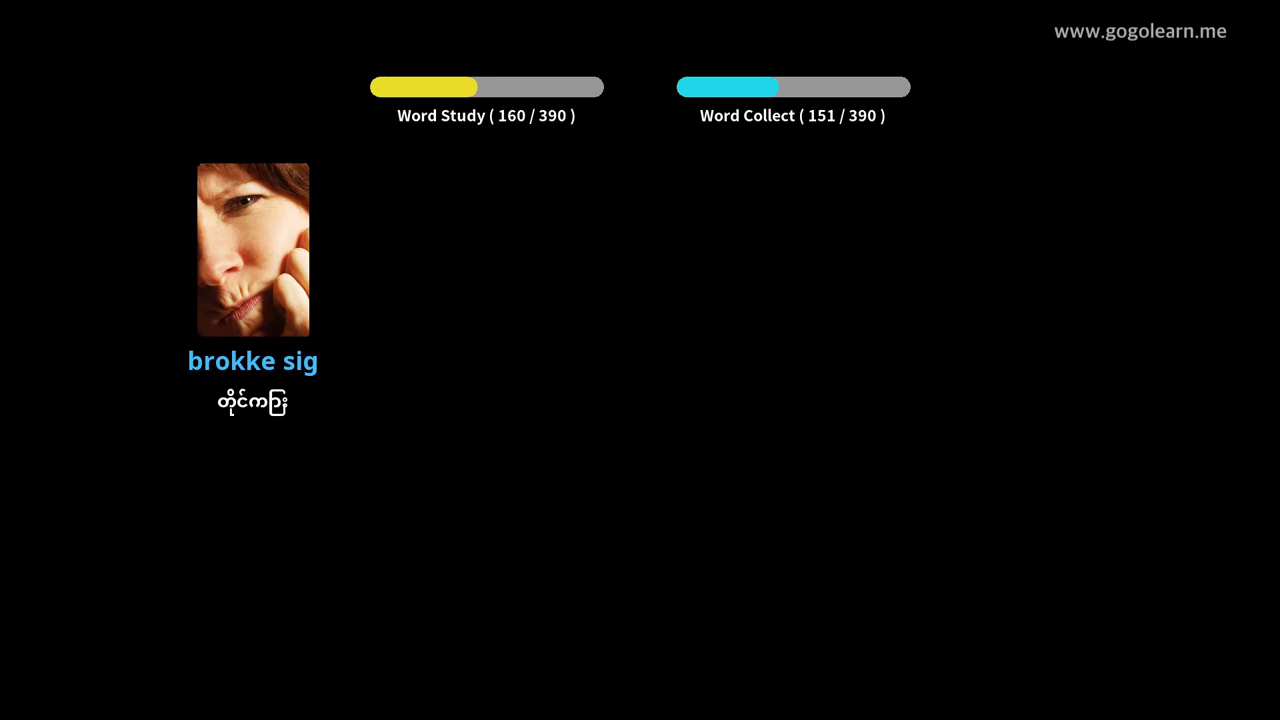 www.gogolearn.me
Word Study ( 160 / 390 )
Word Collect ( 151 / 390 )
brokke sig
တိုင်ကြား